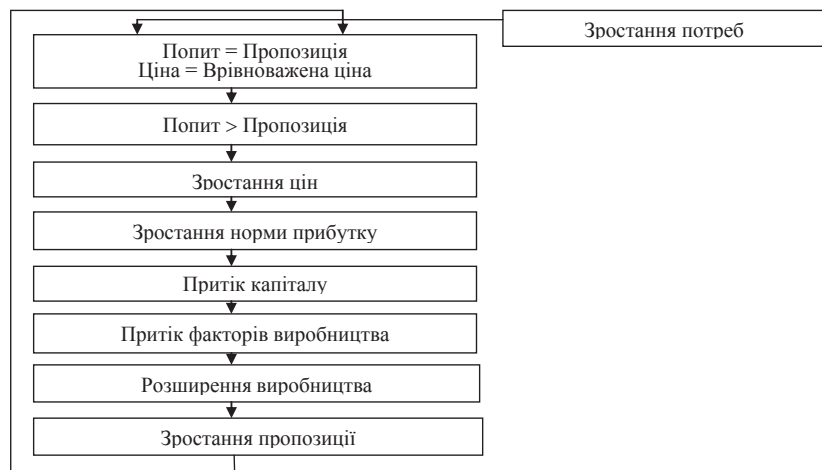 Зростання потреб
Попит = Пропозиція
Ціна = Врівноважена ціна
Попит > Пропозиція
Зростання цін
Зростання норми прибутку
Притік капіталу
Притік факторів виробництва
Розширення виробництва
Зростання пропозиції